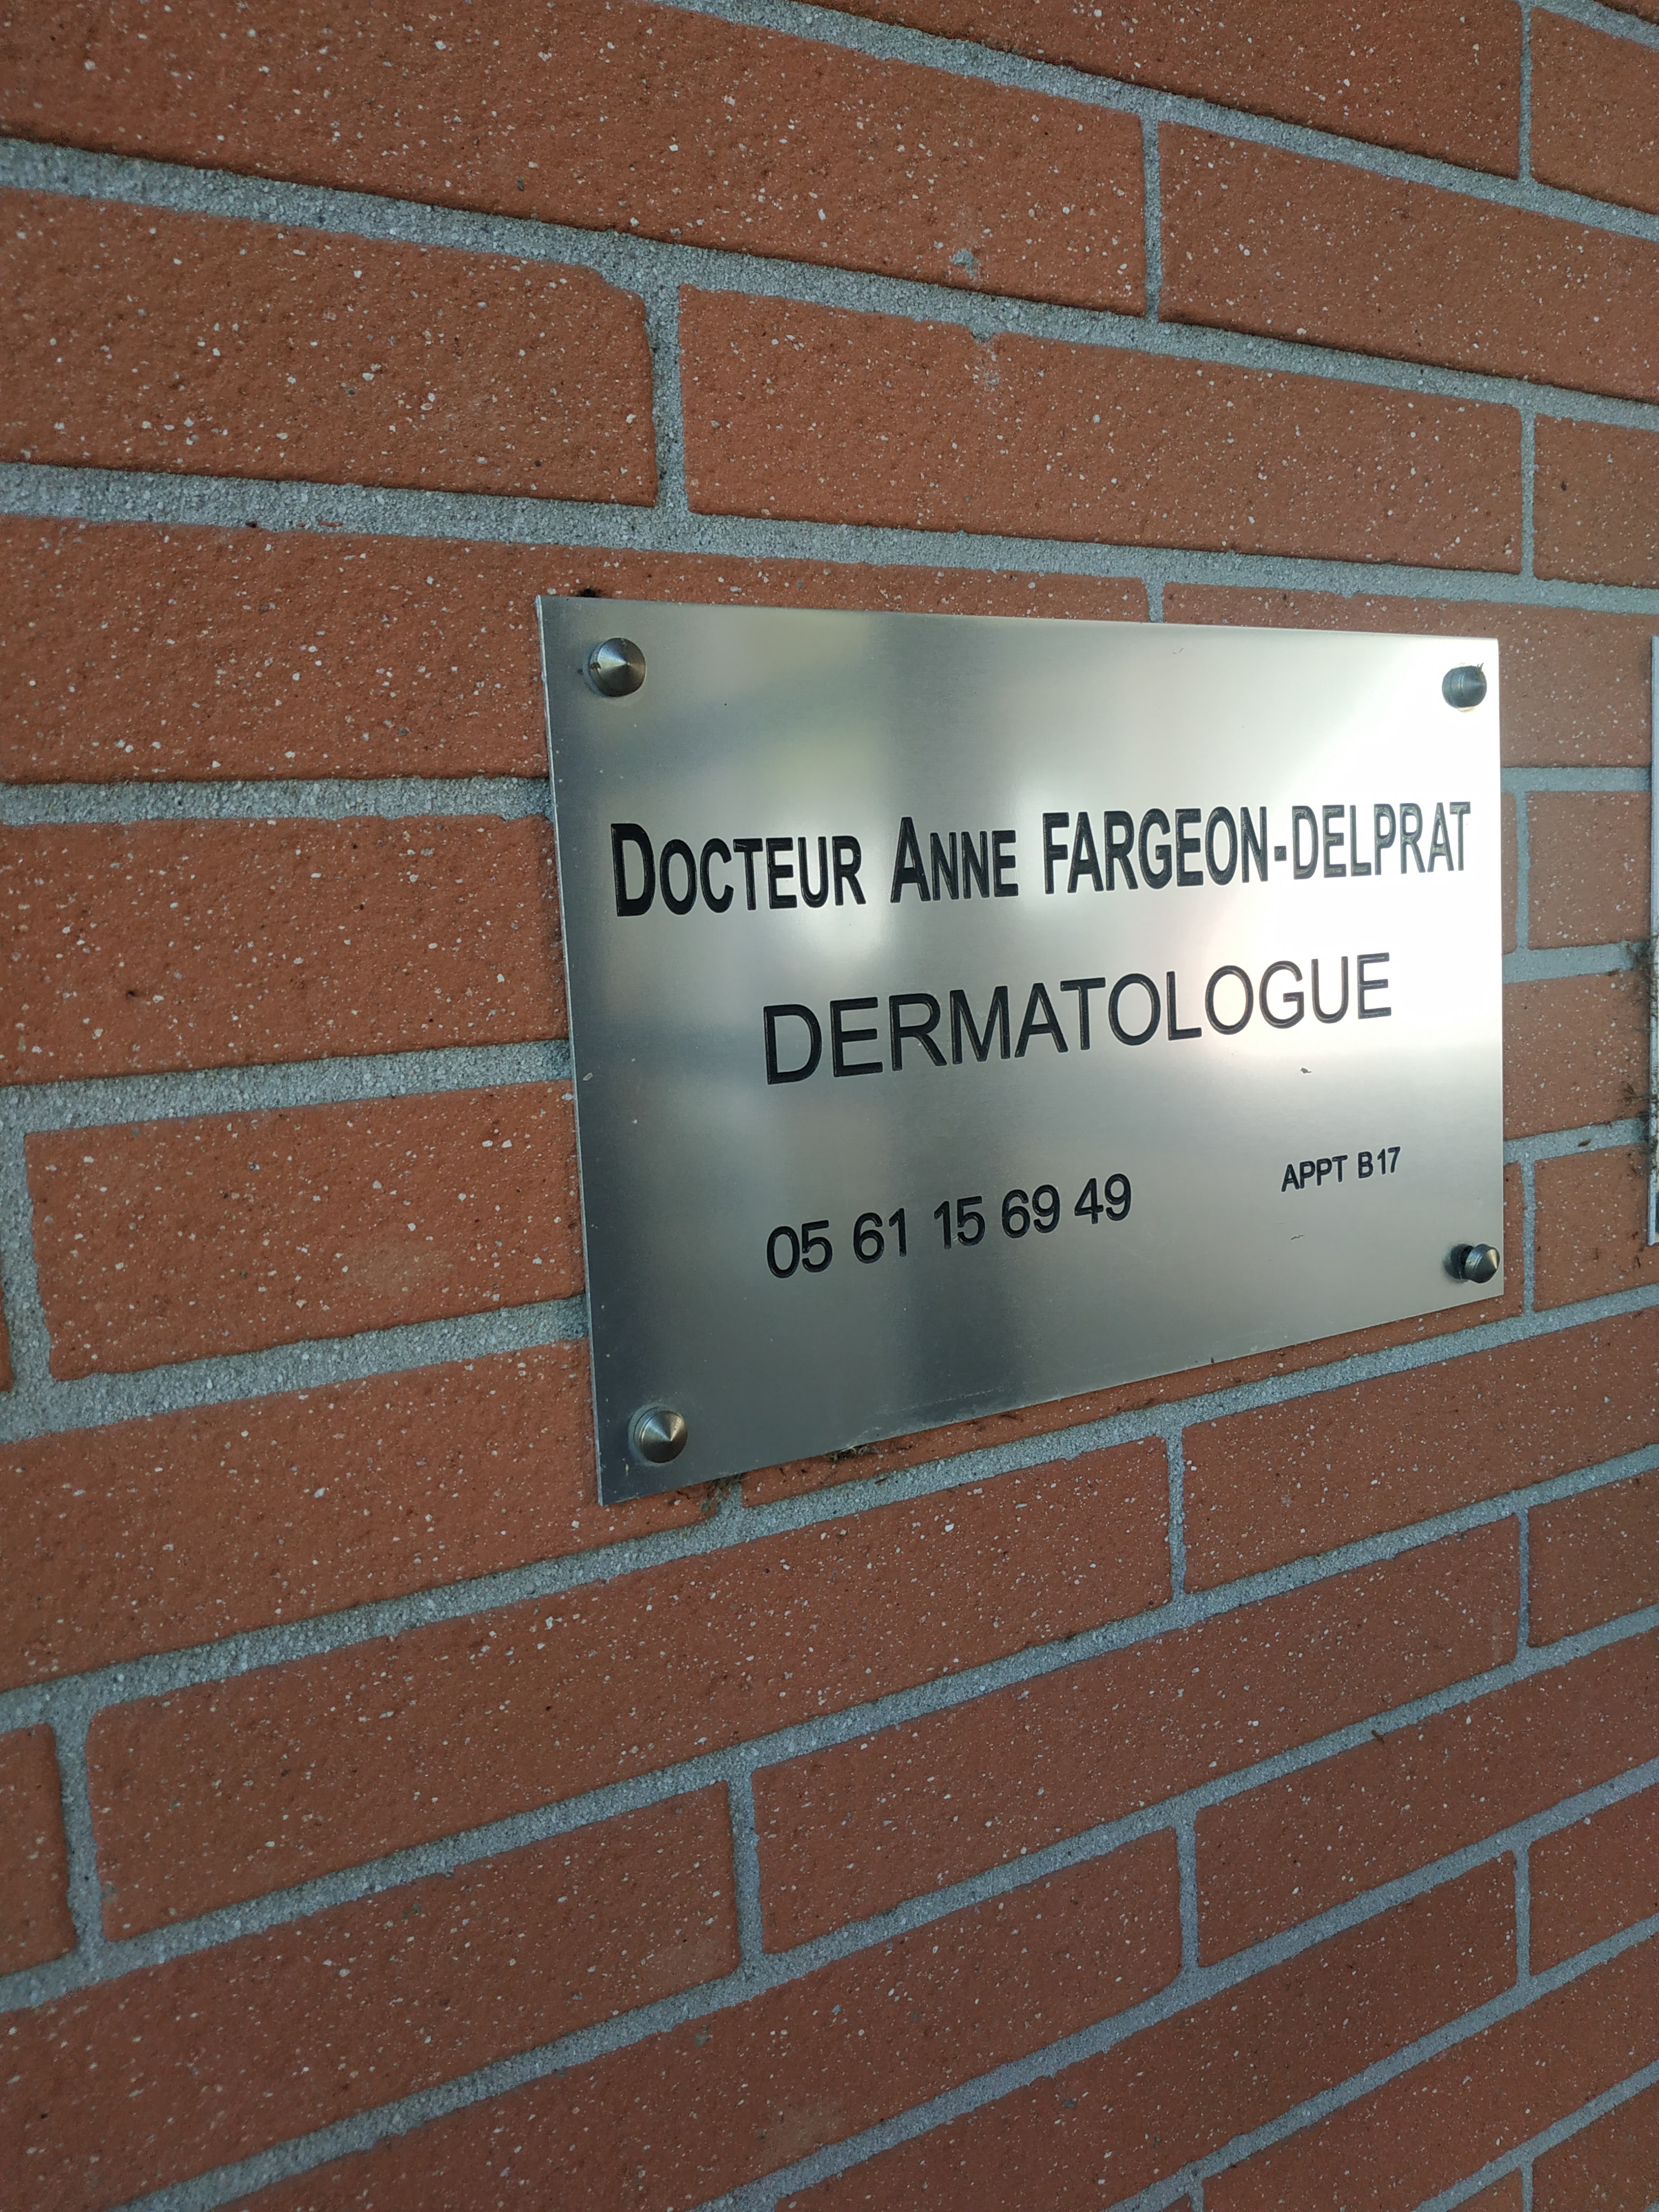 DOCTEUR ANNE FARGEON-DELPRAT
DERMATOLOGUE
APPT B17
05 61 15 69 49